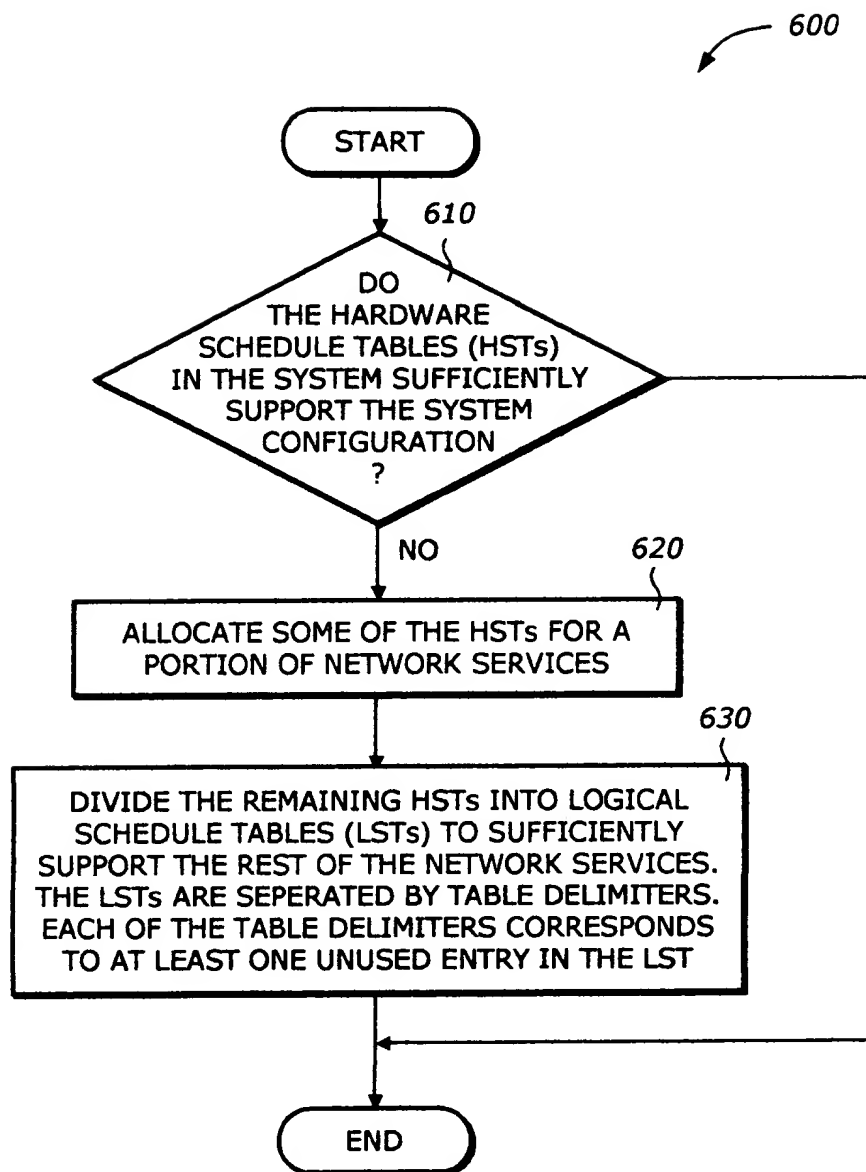 600
START
610
DO
THE HARDWARE
SCHEDULE TABLES (HSTs)
IN THE SYSTEM SUFFICIENTLY
SUPPORT THE SYSTEM
CONFIGURATION
?
NO
620
ALLOCATE SOME OF THE HSTs FOR A
PORTION OF NETWORK SERVICES
630
DIVIDE THE REMAINING HSTs INTO LOGICAL
SCHEDULE TABLES (LSTs) TO SUFFICIENTLY
SUPPORT THE REST OF THE NETWORK SERVICES.
THE LSTs ARE SEPERATED BY TABLE DELIMITERS.
EACH OF THE TABLE DELIMITERS CORRESPONDS
TO AT LEAST ONE UNUSED ENTRY IN THE LST
END